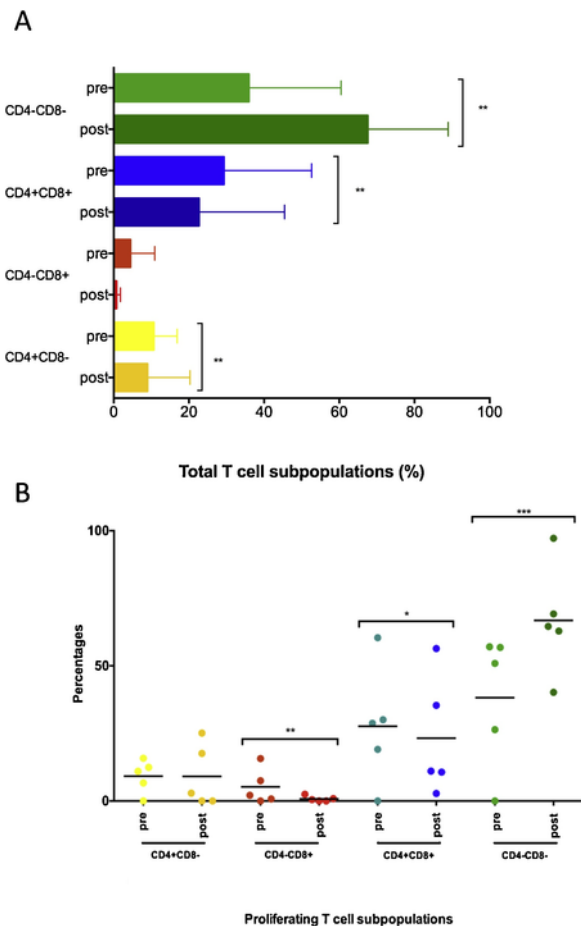 A
CD4-CD8-
pre
post
**
CD4+CD8+
pre
post
**
CD4-CD8+
pre
post
CD4+CD8-
pre
post
**
0 20 40 60 80 100
Total T cell subpopulations (%)
B
Percentages
100
50
0
**
*
***
pre post pre post pre post pre post
CD4+CD8- CD4-CD8+ CD4+CD8+ CD4-CD8-
Proliferating T cell subpopulations